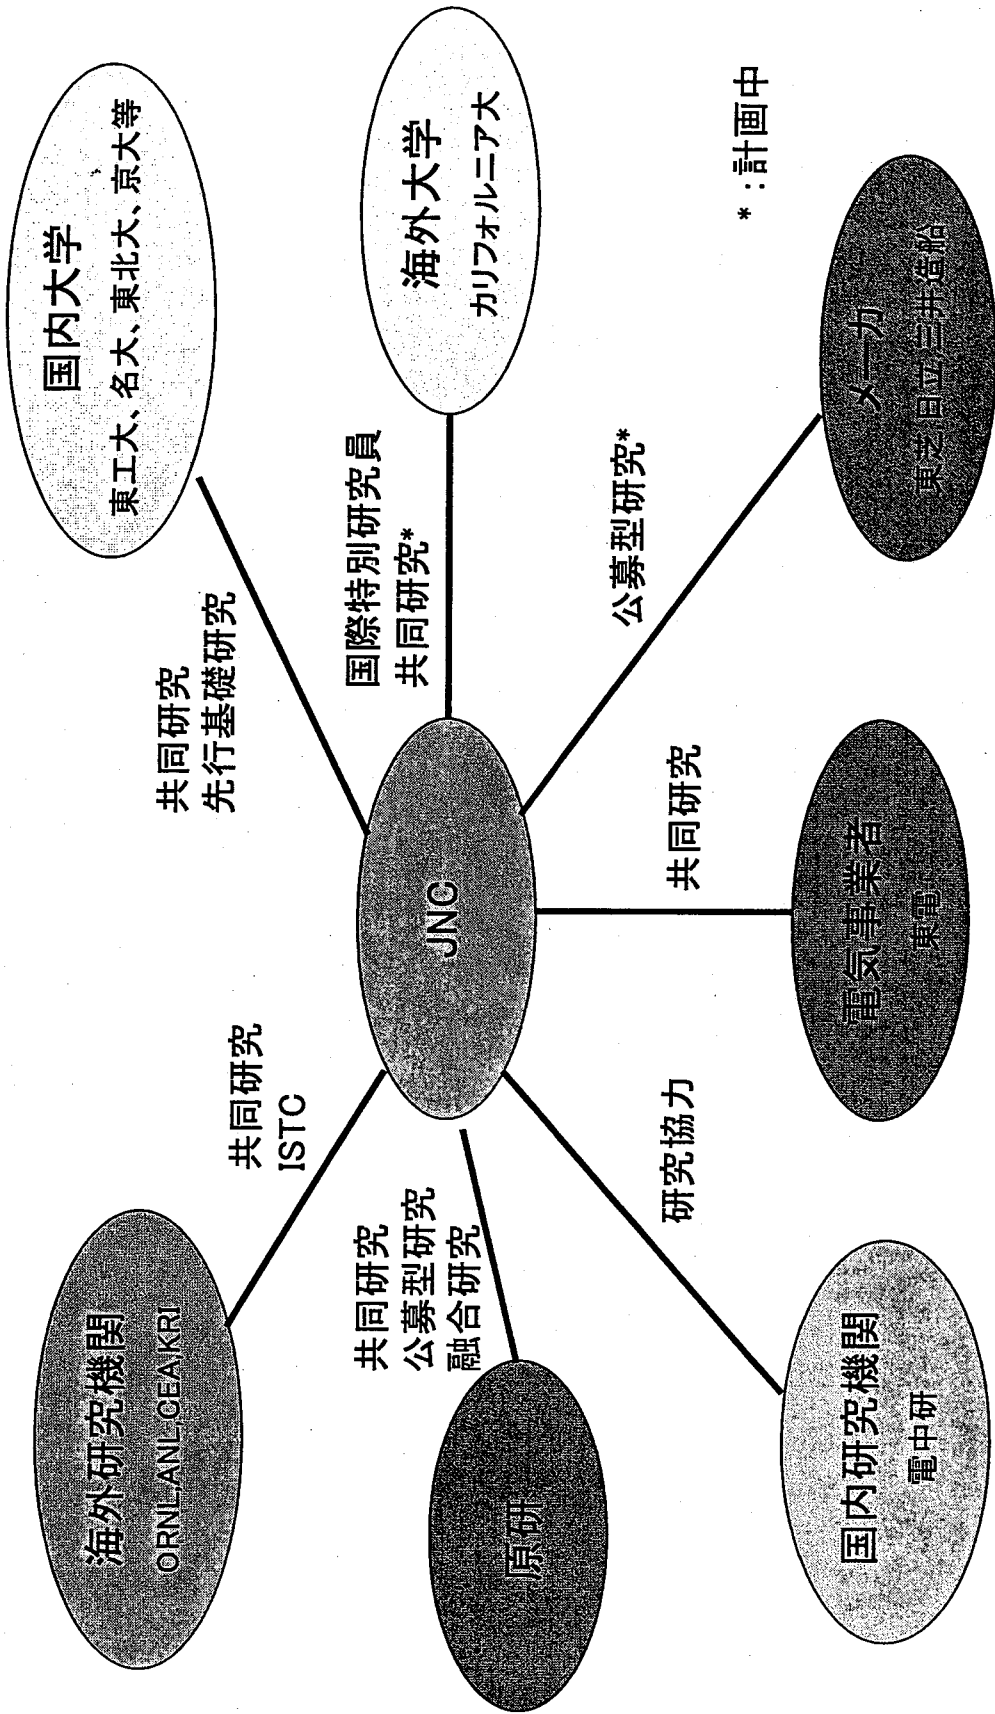 海外研究機関
ORNL,ANL,CEA,KRI
共同研究
ISTC
共同研究
先行基礎研究
国内大学
東工大、名大、東北大、京大等
原研
共同研究
公募型研究
融合研究
JNC
国際特別研究員
共同研究*
海外大学
カリフォルニア大
国内研究機関
電中研
研究協力
電気事業者
東電
共同研究
公募型研究*
メーカ
東芝,日立,三井造船
*:計画中